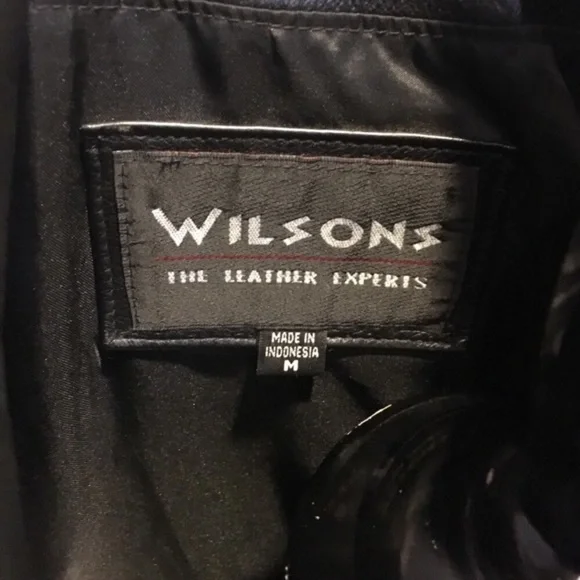 WILSONS
THE LEATHER EXPERTS
MADE IN
INDONESIA
M